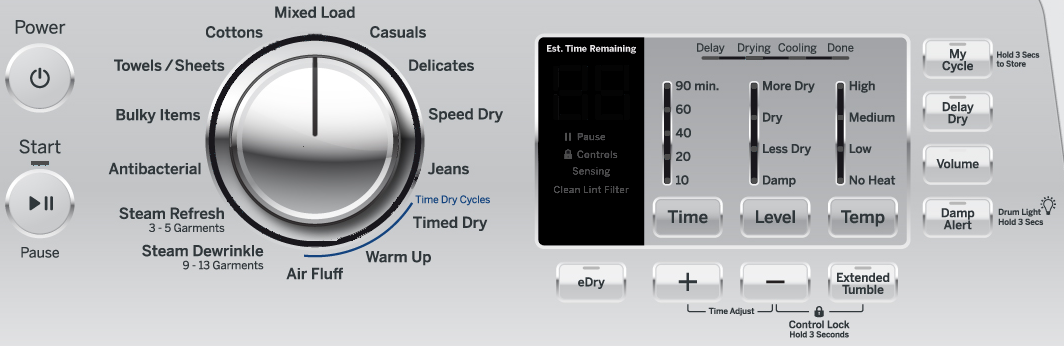 Power
Start
Pause
Mixed Load
Cottons
Casuals
Towels / Sheets
Delicates
Bulky Items
Speed Dry
Antibacterial
Jeans
Time Dry Cycles
Steam Refresh
3 - 5 Garments
Timed Dry
Steam Dewrinkle
9 - 13 Garments
Warm Up
Air Fluff
Est. Time Remaining
88
Pause
Controls
Sensing
Clean Lint Filter
Delay Drying Cooling Done
90 min. More Dry High
60 Dry Medium
40 Less Dry Low
20
10 Damp No Heat
Time Level Temp
eDry + − Extended
Tumble
Time Adjust
Control Lock
Hold 3 Seconds
My
Cycle
Hold 3 Secs
to Store
Delay
Dry
Volume
Damp
Alert
Drum Light
Hold 3 Secs